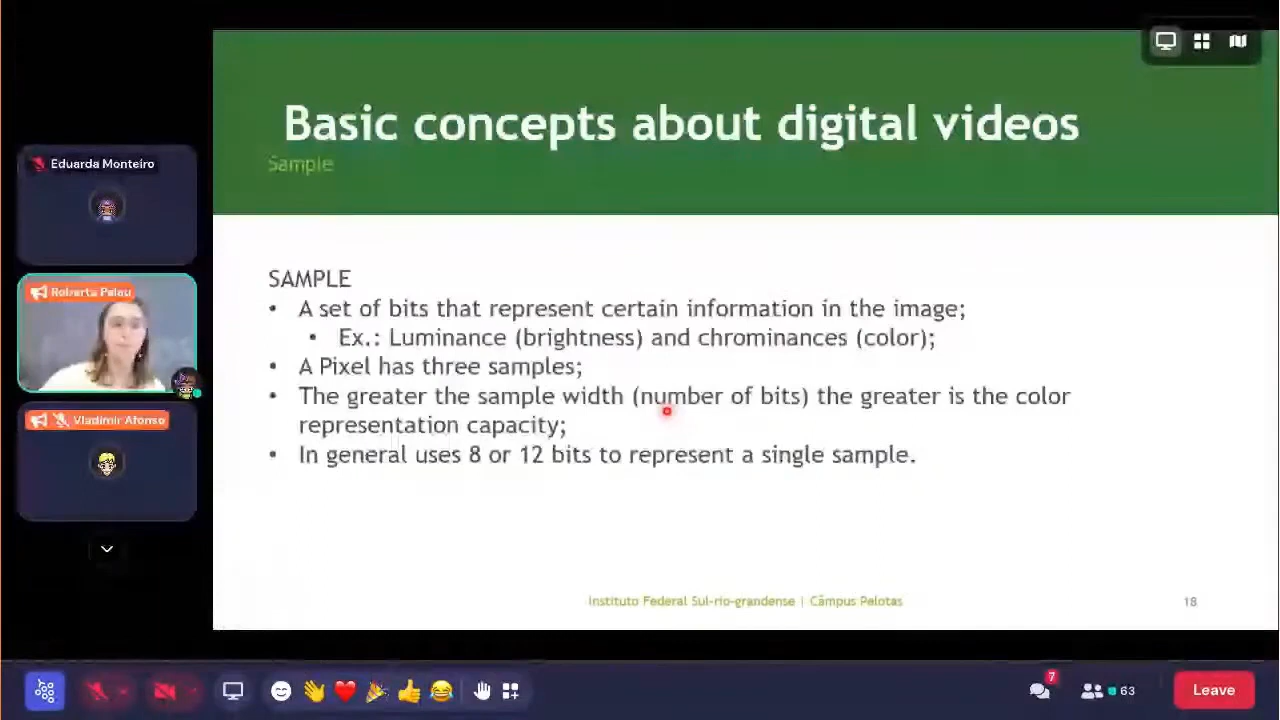 Basic concepts about digital videos
Sample
Eduarda Monteiro
Roberta Palau
Vladimir Afonso
SAMPLE
• A set of bits that represent certain information in the image;
• Ex.: Luminance (brightness) and chrominances (color);
• A Pixel has three samples;
• The greater the sample width (number of bits) the greater is the color
representation capacity;
• In general uses 8 or 12 bits to represent a single sample.
Instituto Federal Sul-rio-grandense | Câmpus Pelotas
18
7
63
Leave